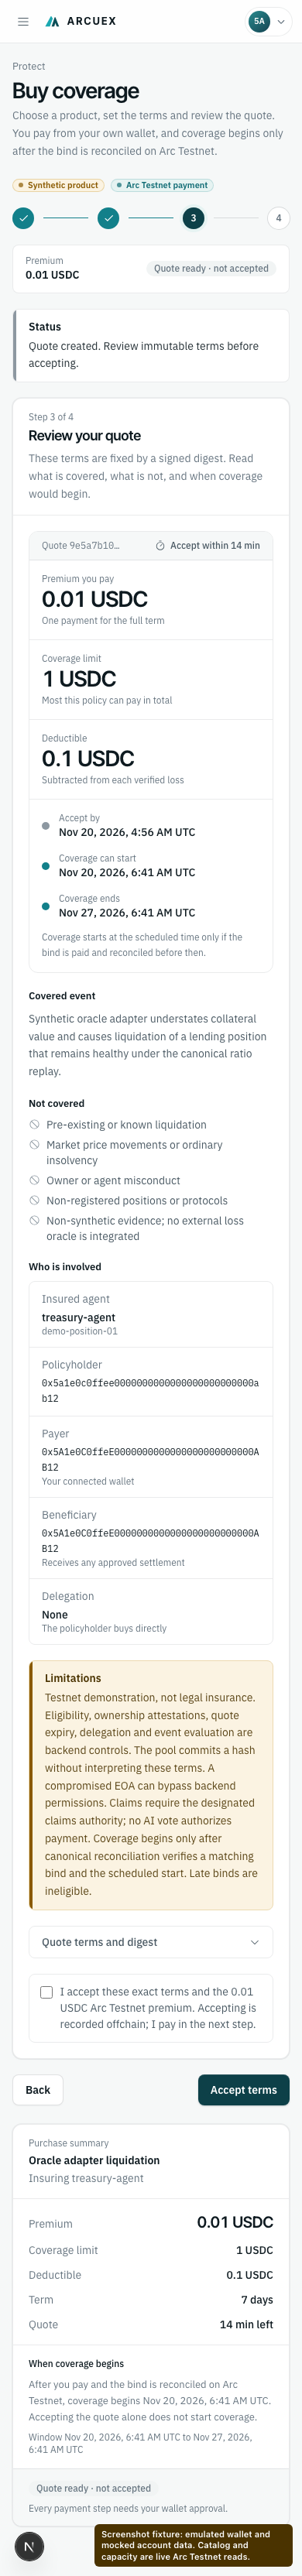 ARCUEX
5A
Protect
Buy coverage
Choose a product, set the terms and review the quote.
You pay from your own wallet, and coverage begins only
after the bind is reconciled on Arc Testnet.
Synthetic product
Arc Testnet payment
3
4
Premium
0.01 USDC
Quote ready · not accepted
Status
Quote created. Review immutable terms before
accepting.
Step 3 of 4
Review your quote
These terms are fixed by a signed digest. Read
what is covered, what is not, and when coverage
would begin.
Quote 9e5a7b10…
Accept within 14 min
Premium you pay
0.01 USDC
One payment for the full term
Coverage limit
1 USDC
Most this policy can pay in total
Deductible
0.1 USDC
Subtracted from each verified loss
Accept by
Nov 20, 2026, 4:56 AM UTC
Coverage can start
Nov 20, 2026, 6:41 AM UTC
Coverage ends
Nov 27, 2026, 6:41 AM UTC
Coverage starts at the scheduled time only if the
bind is paid and reconciled before then.
Covered event
Synthetic oracle adapter understates collateral
value and causes liquidation of a lending position
that remains healthy under the canonical ratio
replay.
Not covered
Pre-existing or known liquidation
Market price movements or ordinary
insolvency
Owner or agent misconduct
Non-registered positions or protocols
Non-synthetic evidence; no external loss
oracle is integrated
Who is involved
Insured agent
treasury-agent
demo-position-01
Policyholder
0x5a1e0c0ffee0000000000000000000000000a
b12
Payer
0x5A1e0C0ffeE0000000000000000000000000A
B12
Your connected wallet
Beneficiary
0x5A1e0C0ffeE0000000000000000000000000A
B12
Receives any approved settlement
Delegation
None
The policyholder buys directly
Limitations
Testnet demonstration, not legal insurance.
Eligibility, ownership attestations, quote
expiry, delegation and event evaluation are
backend controls. The pool commits a hash
without interpreting these terms. A
compromised EOA can bypass backend
permissions. Claims require the designated
claims authority; no AI vote authorizes
payment. Coverage begins only after
canonical reconciliation verifies a matching
bind and the scheduled start. Late binds are
ineligible.
Quote terms and digest
I accept these exact terms and the 0.01
USDC Arc Testnet premium. Accepting is
recorded offchain; I pay in the next step.
Back
Accept terms
Purchase summary
Oracle adapter liquidation
Insuring treasury-agent
Premium
0.01 USDC
Coverage limit
1 USDC
Deductible
0.1 USDC
Term
7 days
Quote
14 min left
When coverage begins
After you pay and the bind is reconciled on Arc
Testnet, coverage begins Nov 20, 2026, 6:41 AM UTC.
Accepting the quote alone does not start coverage.
Window Nov 20, 2026, 6:41 AM UTC to Nov 27, 2026,
6:41 AM UTC
Quote ready · not accepted
Every payment step needs your wallet approval.
N
Screenshot fixture: emulated wallet and
mocked account data. Catalog and
capacity are live Arc Testnet reads.